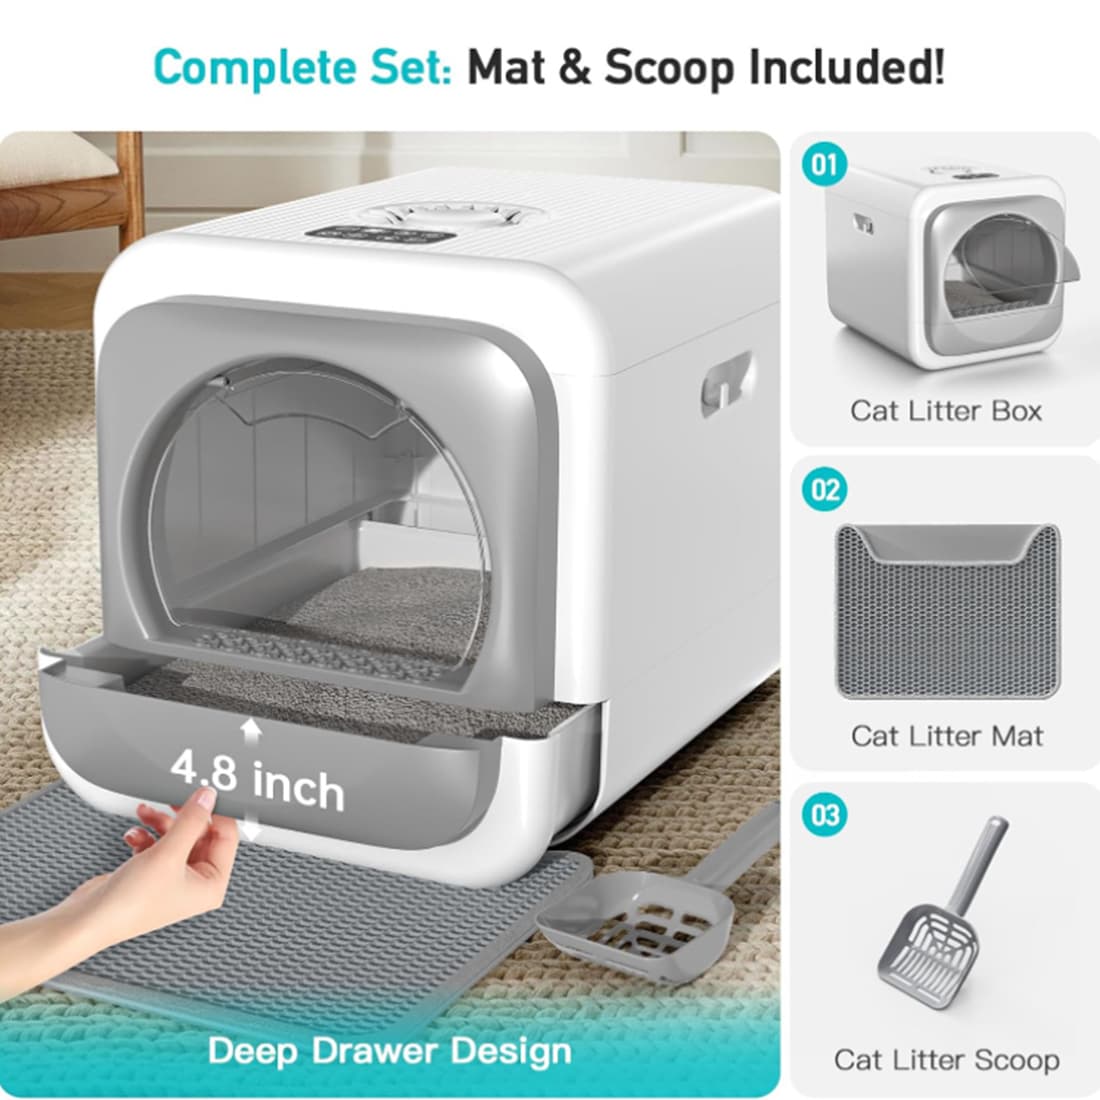 Complete Set: Mat & Scoop Included!
4.8 inch
Deep Drawer Design
01
Cat Litter Box
02
Cat Litter Mat
03
Cat Litter Scoop